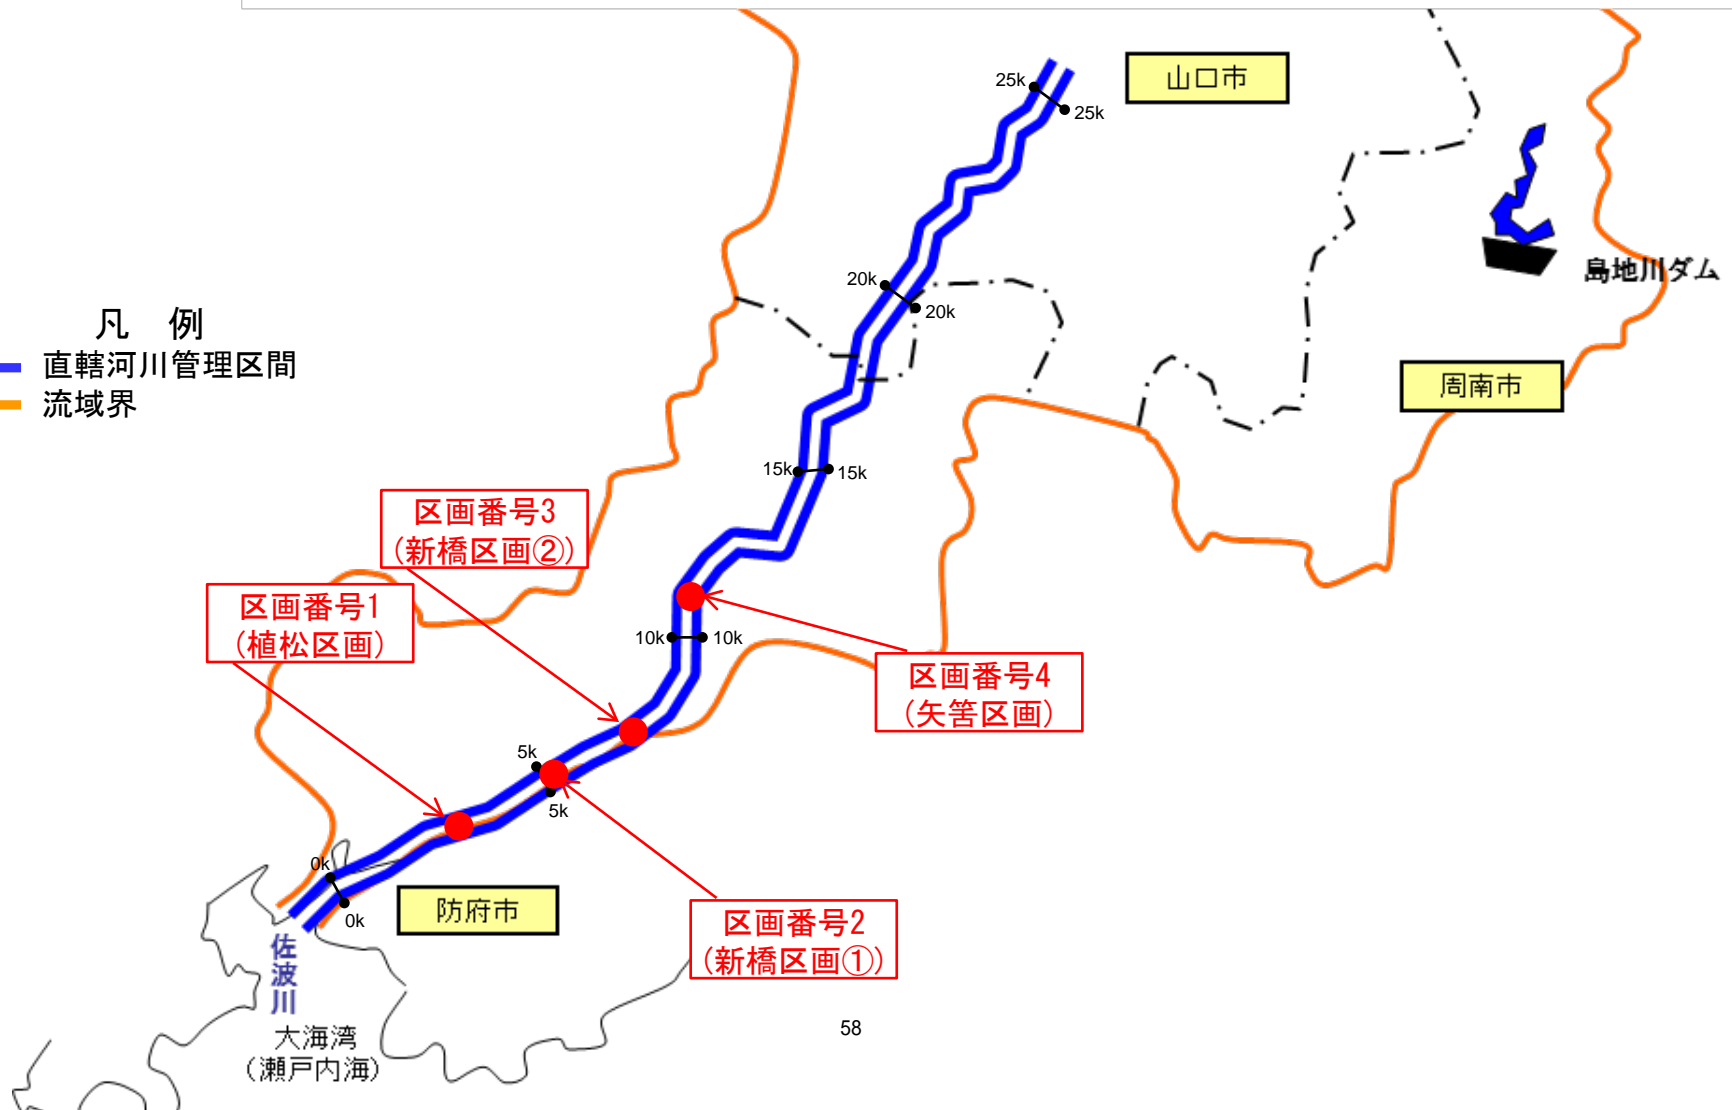 25k
25k
山口市
20k
20k
島地川ダム
凡　例
直轄河川管理区間
流域界
周南市
15k
15k
区画番号3
(新橋区画②)
区画番号1
(植松区画)
10k
10k
区画番号4
(矢筈区画)
5k
5k
0k
0k
防府市
区画番号2
(新橋区画①)
佐波川
大海湾
(瀬戸内海)
58